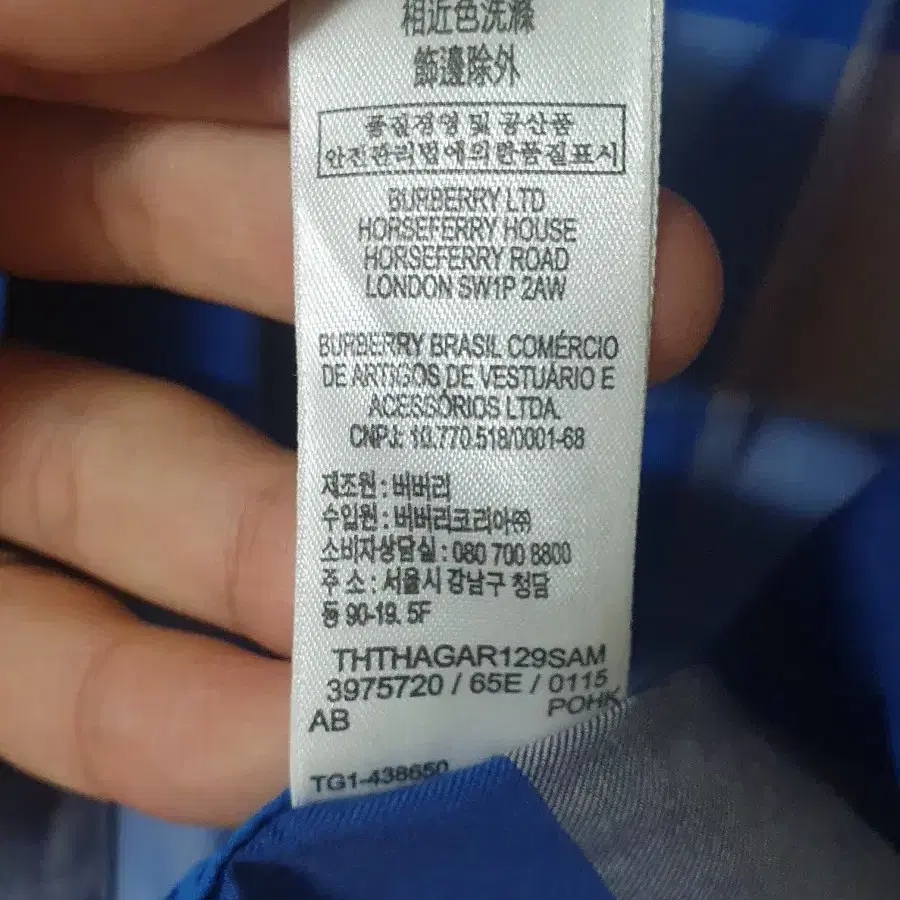 相近色洗滌
飾邊除外
품질경영 및 공산품
안전관리법에의한품질표시
BURBERRY LTD
HORSEFERRY HOUSE
HORSEFERRY ROAD
LONDON SW1P 2AW
BURBERRY BRASIL COMÉRCIO
DE ARTIGOS DE VESTUÁRIO E
ACESSÓRIOS LTDA.
CNPJ: 10.770.518/0001-68
제조원 : 버버리
수입원 : 버버리코리아㈜
소비자상담실 : 080 700 8800
주 소 : 서울시 강남구 청담
동 90-19. 5F
THTHAGAR129SAM
3975720 / 65E / 0115
AB POHK
TG1-438650